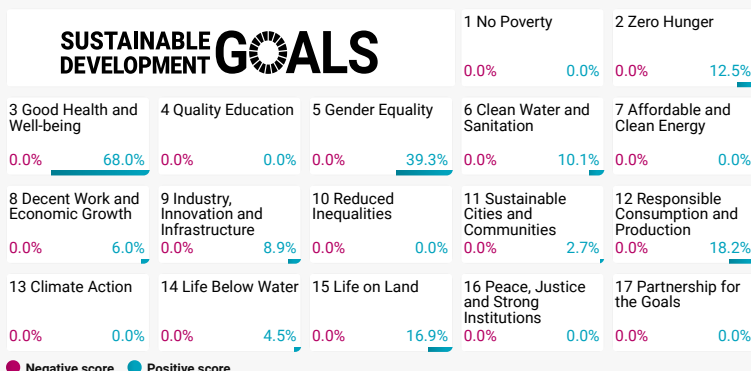 SUSTAINABLE
DEVELOPMENT
GOALS
1 No Poverty
0.0% 0.0%
2 Zero Hunger
0.0% 12.5%
3 Good Health and
Well-being
0.0% 68.0%
4 Quality Education
0.0% 0.0%
5 Gender Equality
0.0% 39.3%
6 Clean Water and
Sanitation
0.0% 10.1%
7 Affordable and
Clean Energy
0.0% 0.0%
8 Decent Work and
Economic Growth
0.0% 6.0%
9 Industry,
Innovation and
Infrastructure
0.0% 8.9%
10 Reduced
Inequalities
0.0% 0.0%
11 Sustainable
Cities and
Communities
0.0% 2.7%
12 Responsible
Consumption and
Production
0.0% 18.2%
13 Climate Action
0.0% 0.0%
14 Life Below Water
0.0% 4.5%
15 Life on Land
0.0% 16.9%
16 Peace, Justice
and Strong
Institutions
0.0% 0.0%
17 Partnership for
the Goals
0.0% 0.0%
Negative score Positive score